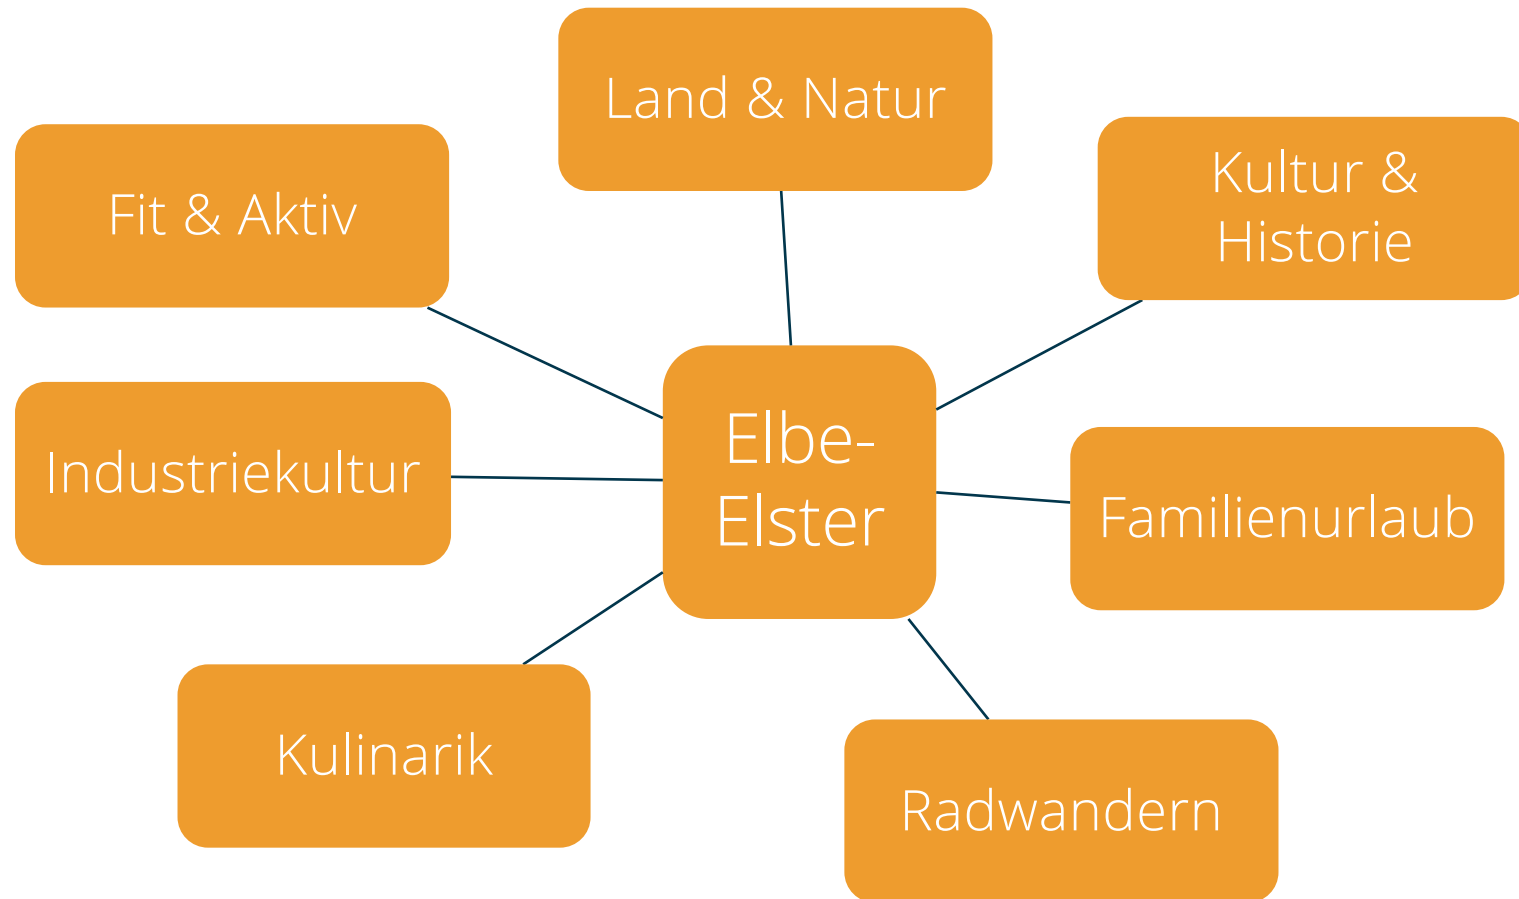 Land & Natur
Fit & Aktiv
Kultur &
Historie
Elbe-
Elster
Industriekultur
Familienurlaub
Kulinarik
Radwandern